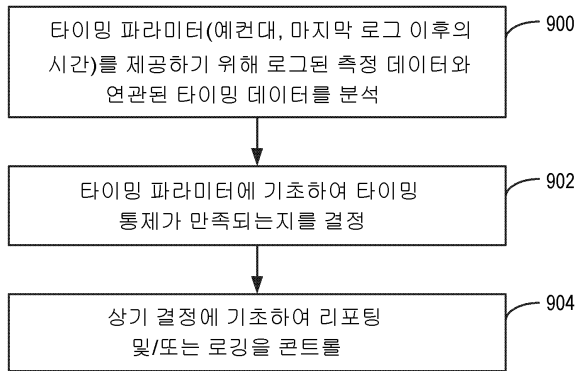 타이밍 파라미터(예컨대, 마지막 로그 이후의
시간)를 제공하기 위해 로그된 측정 데이터와
연관된 타이밍 데이터를 분석
900
타이밍 파라미터에 기초하여 타이밍
통제가 만족되는지를 결정
902
상기 결정에 기초하여 리포팅
및/또는 로깅을 콘트롤
904